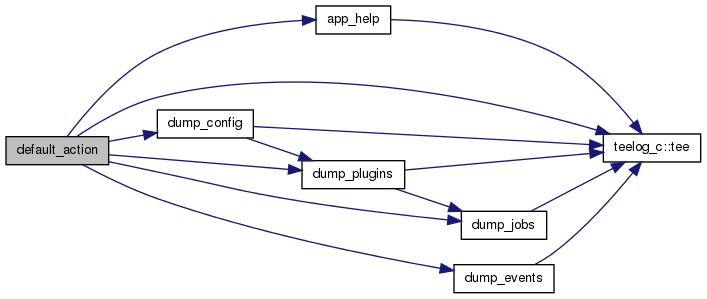 app_help
dump_config
default_action
teelog_c::tee
dump_plugins
dump_jobs
dump_events